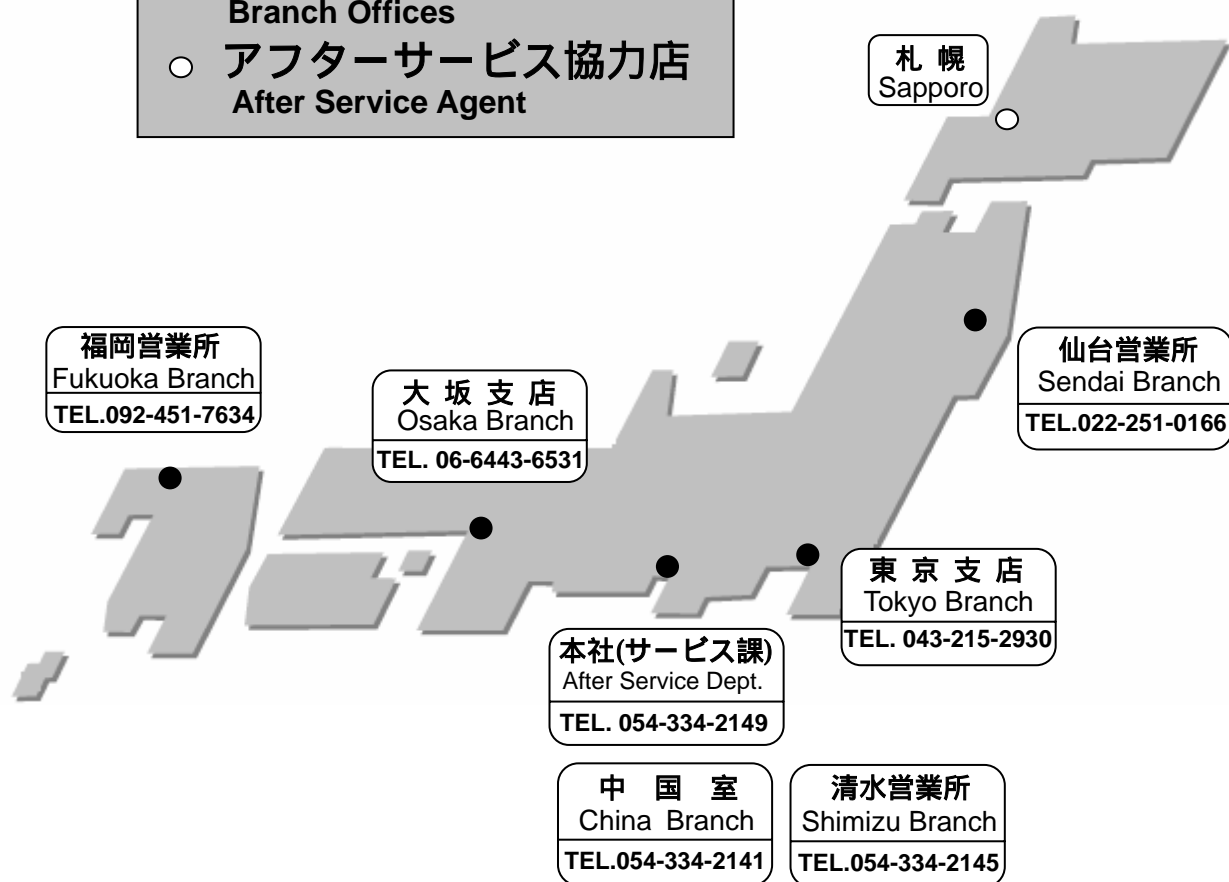 Branch Offices
○ アフターサービス協力店
After Service Agent
札 幌
Sapporo
福岡営業所
Fukuoka Branch
TEL.092-451-7634
大 坂 支 店
Osaka Branch
TEL. 06-6443-6531
仙台営業所
Sendai Branch
TEL.022-251-0166
東 京 支 店
Tokyo Branch
TEL. 043-215-2930
本社(サービス課)
After Service Dept.
TEL. 054-334-2149
中 国 室
China Branch
TEL.054-334-2141
清水営業所
Shimizu Branch
TEL.054-334-2145